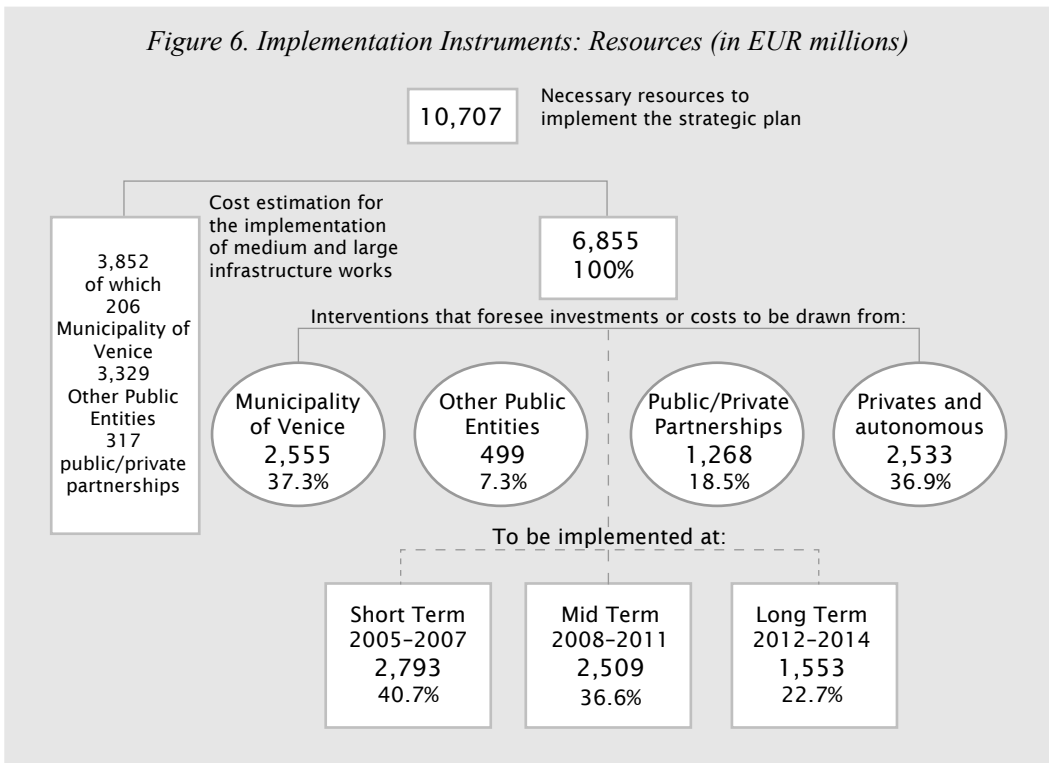 Figure 6. Implementation Instruments: Resources (in EUR millions)
10,707
Necessary resources to
implement the strategic plan
Cost estimation for
the implementation
of medium and large
infrastructure works
3,852
of which
206
Municipality of
Venice
3,329
Other Public
Entities
317
public/private
partnerships
6,855
100%
Interventions that foresee investments or costs to be drawn from:
Municipality
of Venice
2,555
37.3%
Other Public
Entities
499
7.3%
Public/Private
Partnerships
1,268
18.5%
Privates and
autonomous
2,533
36.9%
To be implemented at:
Short Term
2005–2007
2,793
40.7%
Mid Term
2008–2011
2,509
36.6%
Long Term
2012–2014
1,553
22.7%